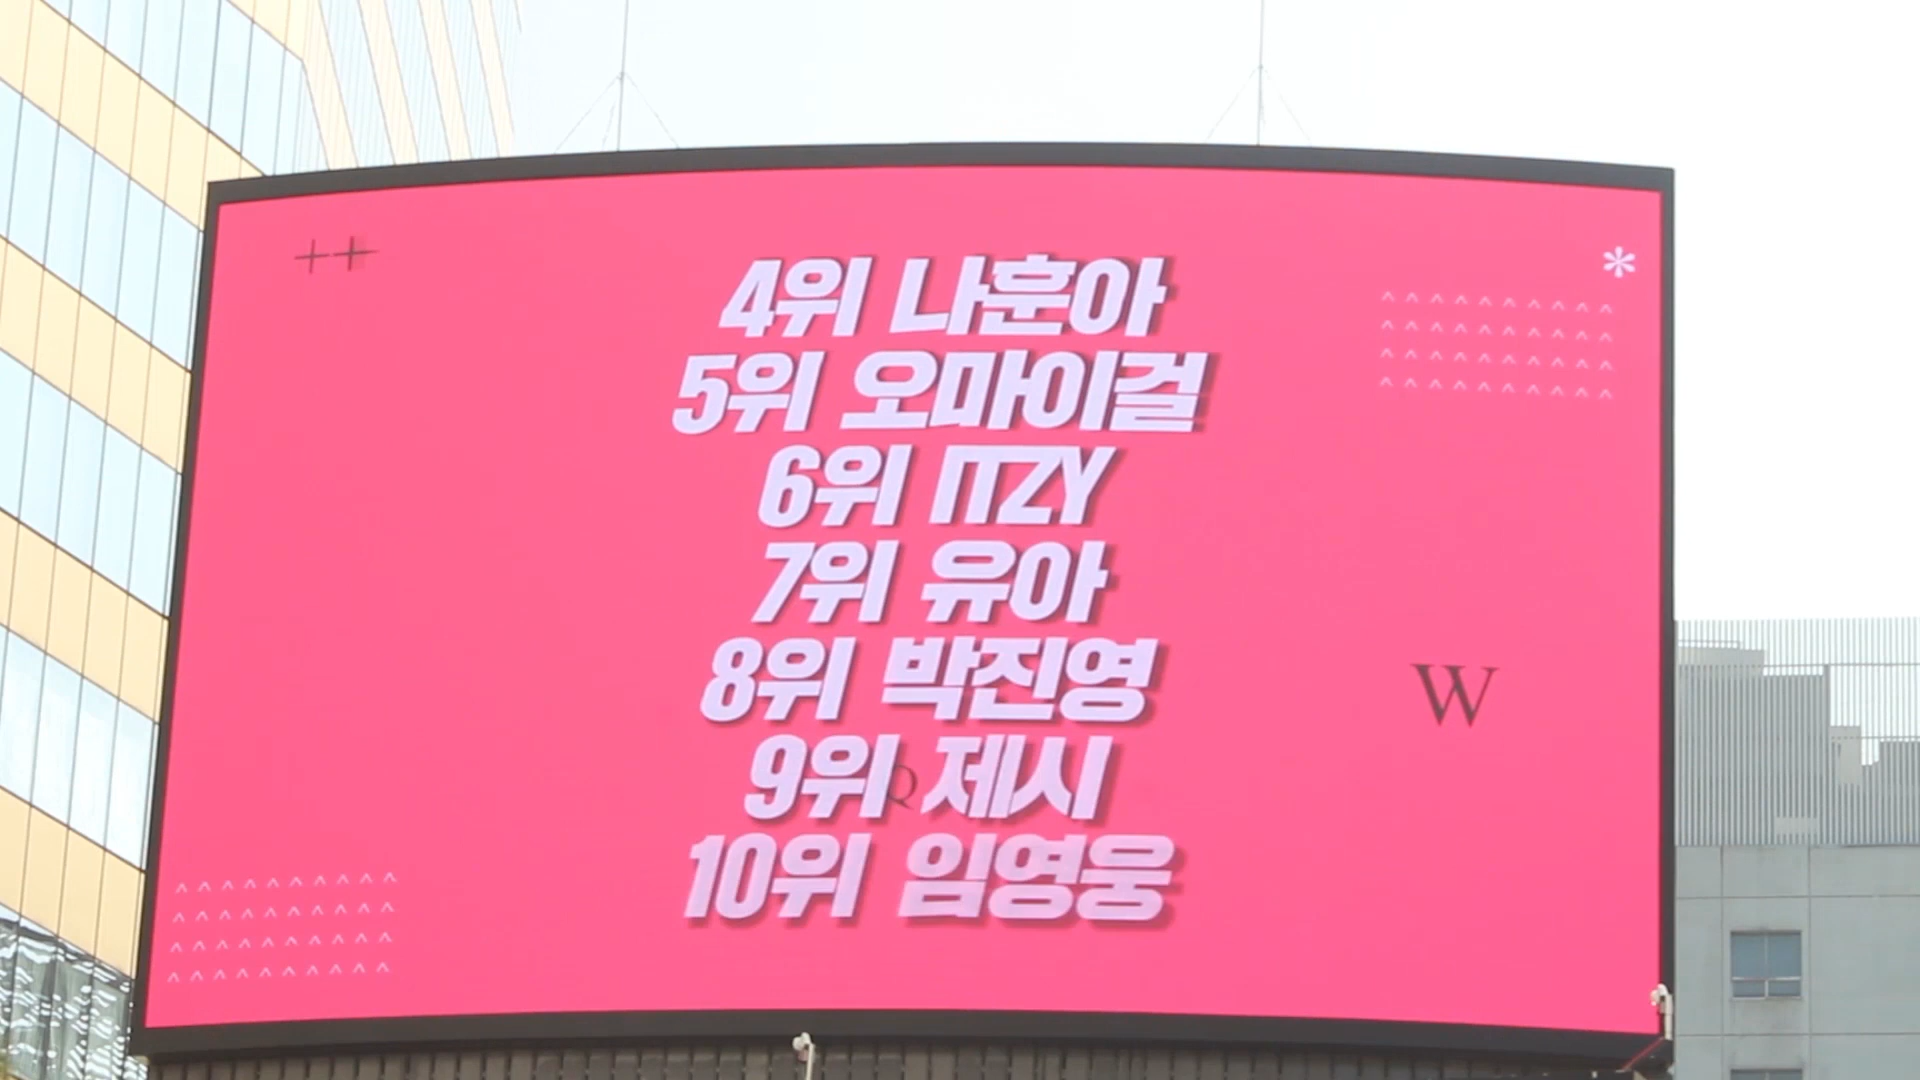 4위 나훈아
5위 오마이걸
6위 ITZY
7위 유아
8위 박진영
W
9위 Q 제시
10위 임영웅